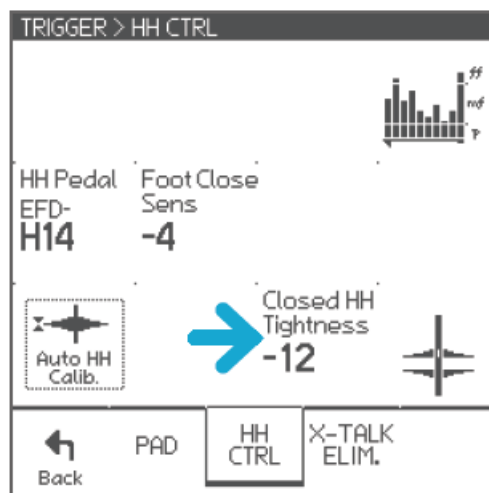 TRIGGER > HH CTRL
ff
mf
p
HH Pedal
EFD-
H14
Foot Close
Sens
-4
Auto HH
Calib.
Closed HH
Tightness
-12
Back
PAD
HH
CTRL
X-TALK
ELIM.